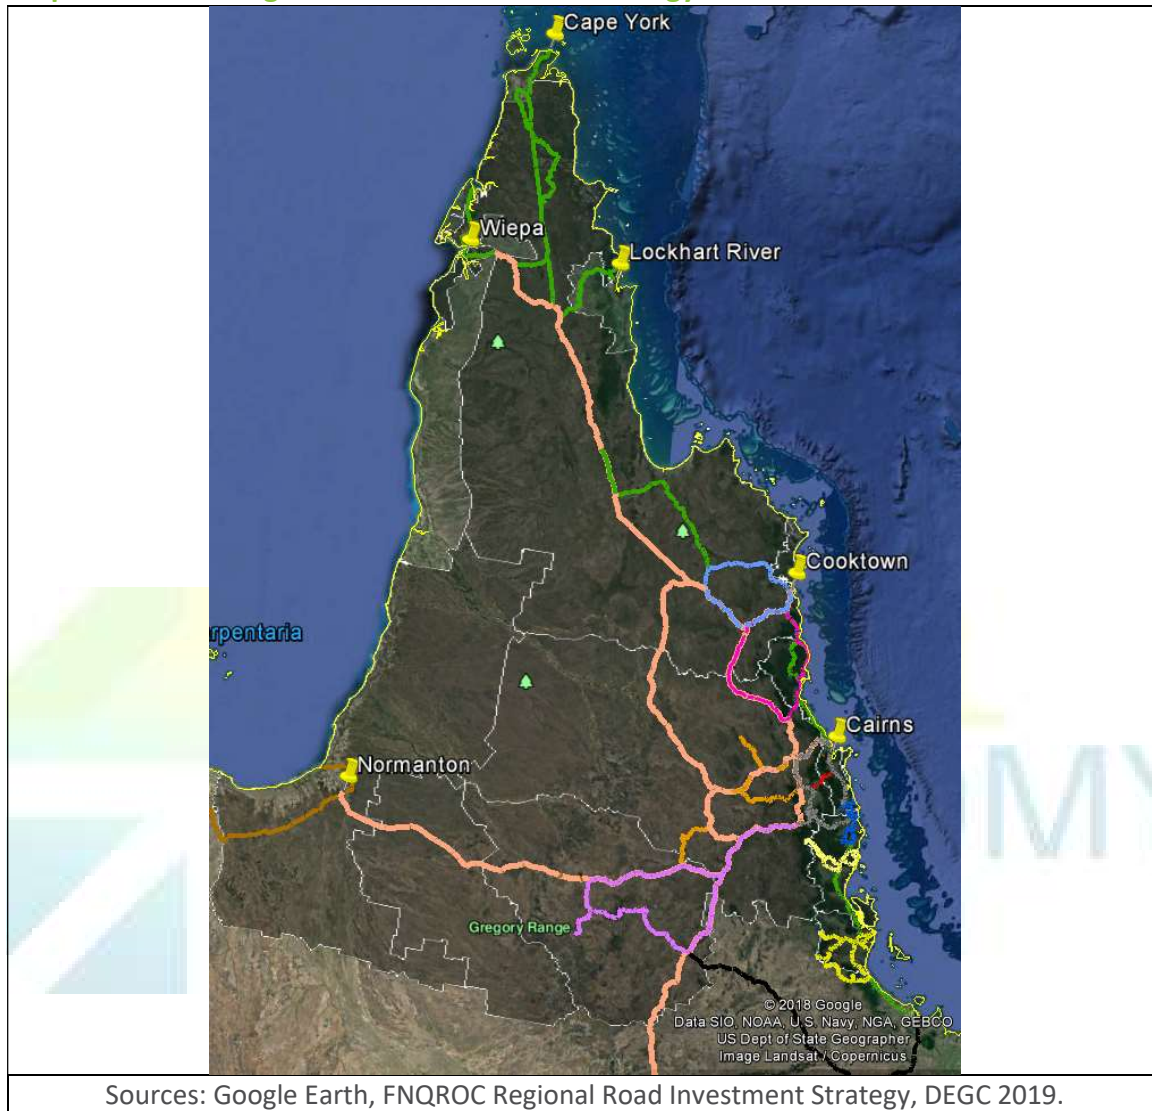 Cape York
Wiepa
Lockhart River
Cooktown
rpentaria
Cairns
Normanton
MY
Gregory Range
© 2018 Google
Data SIO, NOAA, U.S. Navy, NGA, GEBCO
US Dept of State Geographer
Image Landsat / Copernicus
Sources: Google Earth, FNQROC Regional Road Investment Strategy, DEGC 2019.